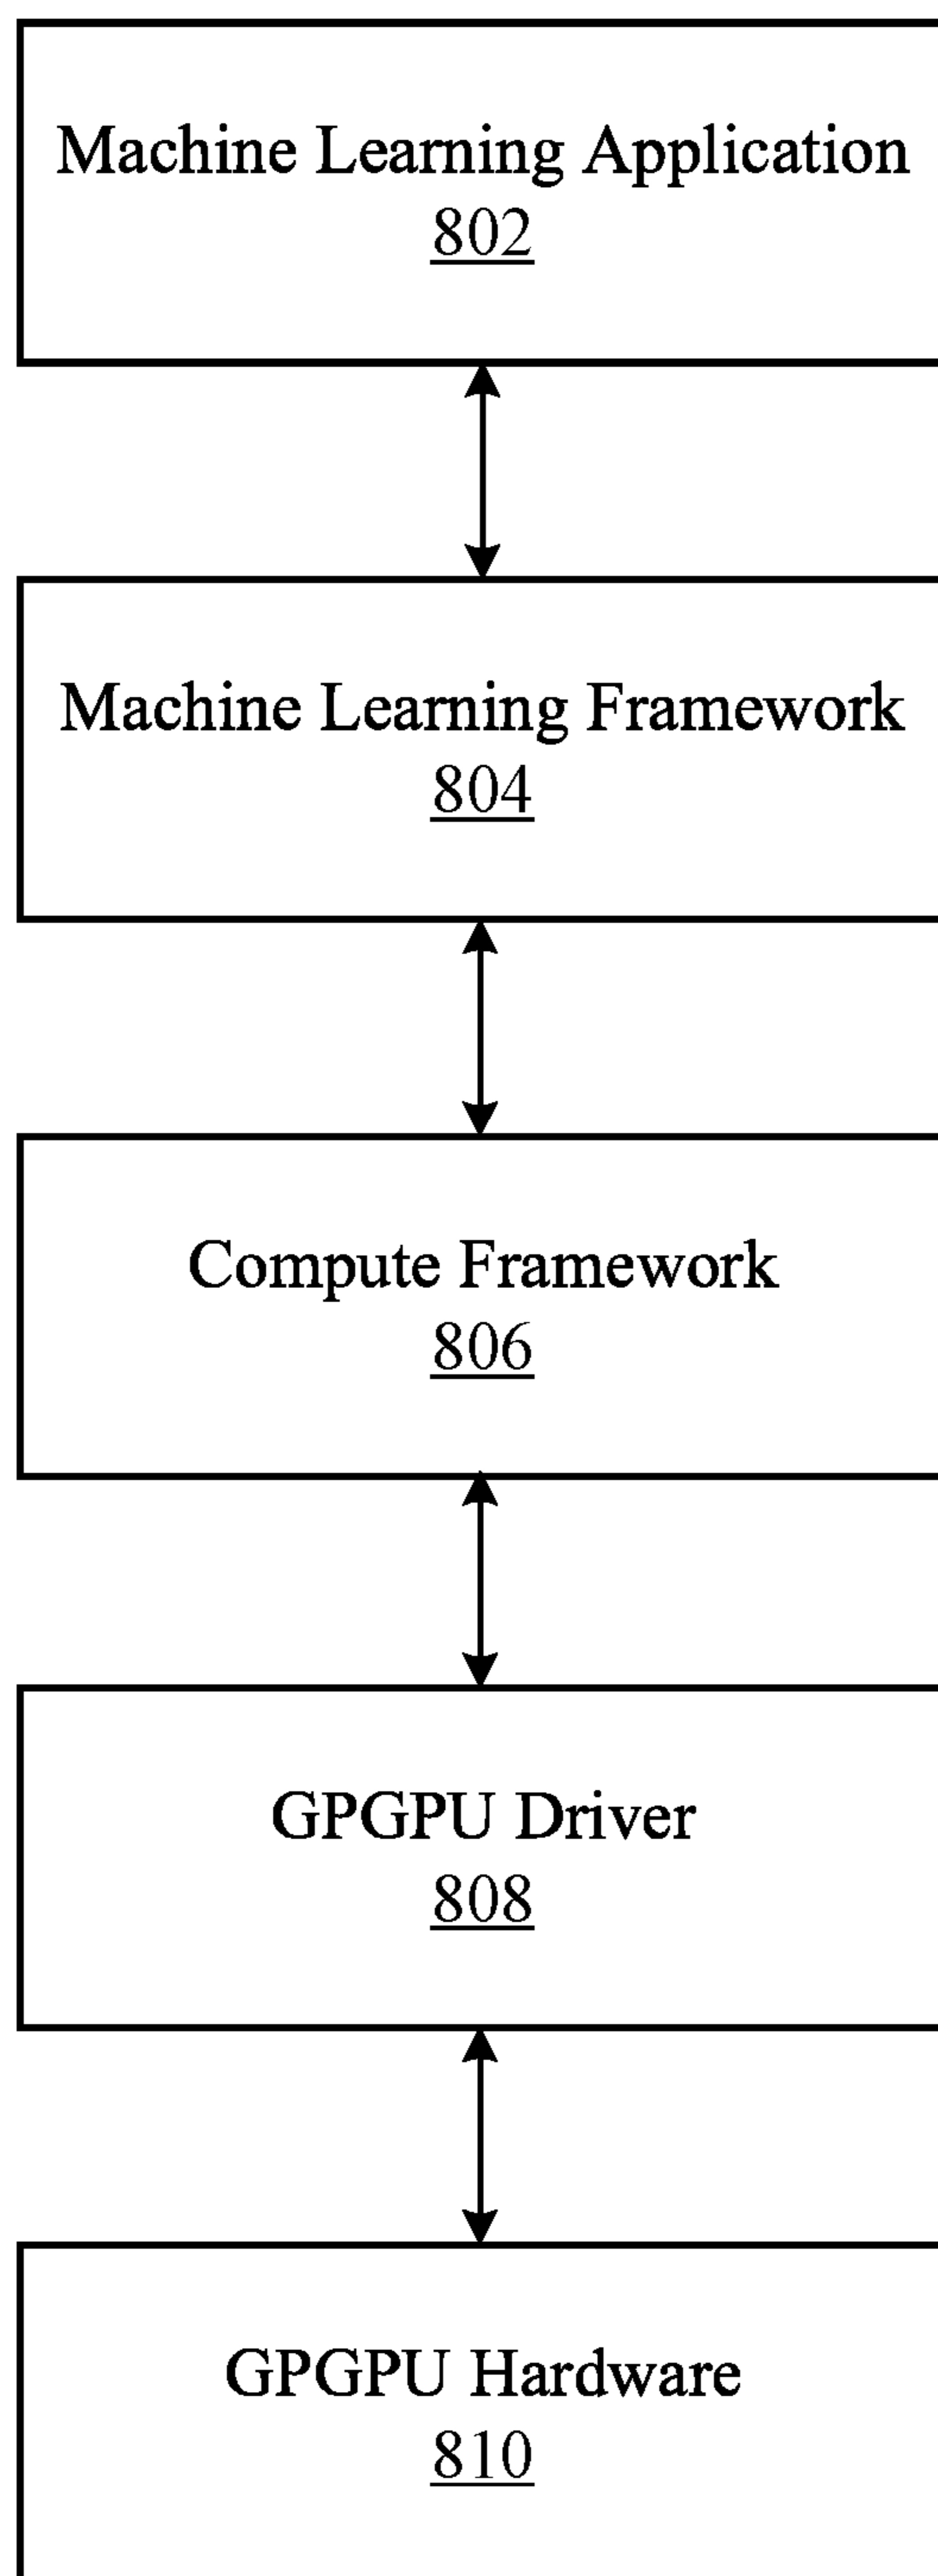 Machine Learning Application
802
Machine Learning Framework
804
Compute Framework
806
GPGPU Driver
808
GPGPU Hardware
810